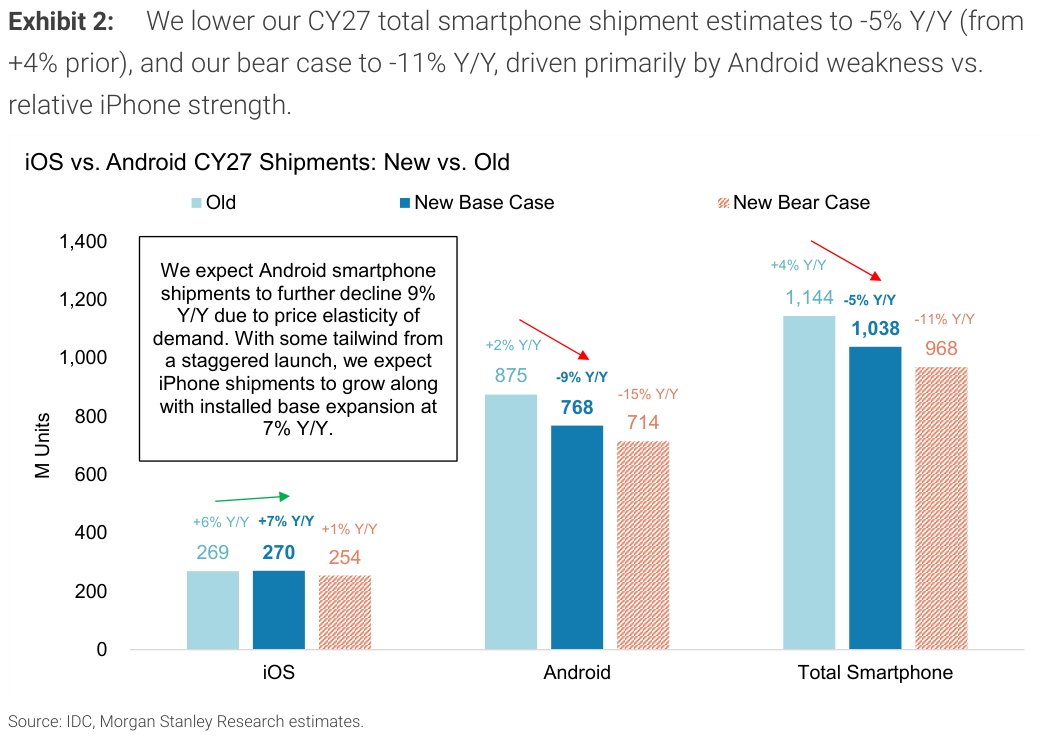 Exhibit 2: We lower our CY27 total smartphone shipment estimates to -5% Y/Y (from
+4% prior), and our bear case to -11% Y/Y, driven primarily by Android weakness vs.
relative iPhone strength.
iOS vs. Android CY27 Shipments: New vs. Old
Old
New Base Case
New Bear Case
M Units
1,400
1,200
1,000
800
600
400
200
0
We expect Android smartphone
shipments to further decline 9%
Y/Y due to price elasticity of
demand. With some tailwind from
a staggered launch, we expect
iPhone shipments to grow along
with installed base expansion at
7% Y/Y.
+6% Y/Y
269
+7% Y/Y
270
+1% Y/Y
254
+2% Y/Y
875
-9% Y/Y
768
-15% Y/Y
714
+4% Y/Y
1,144
-5% Y/Y
1,038
-11% Y/Y
968
iOS
Android
Total Smartphone
Source: IDC, Morgan Stanley Research estimates.